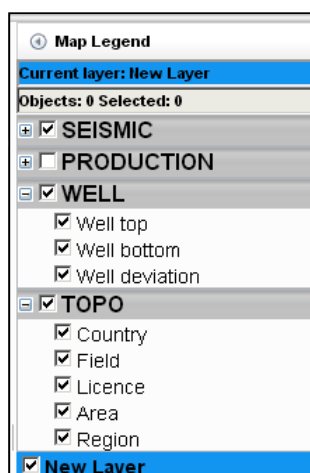 Map Legend
Current layer: New Layer
Objects: 0 Selected: 0
SEISMIC
PRODUCTION
WELL
Well top
Well bottom
Well deviation
TOPO
Country
Field
Licence
Area
Region
New Layer